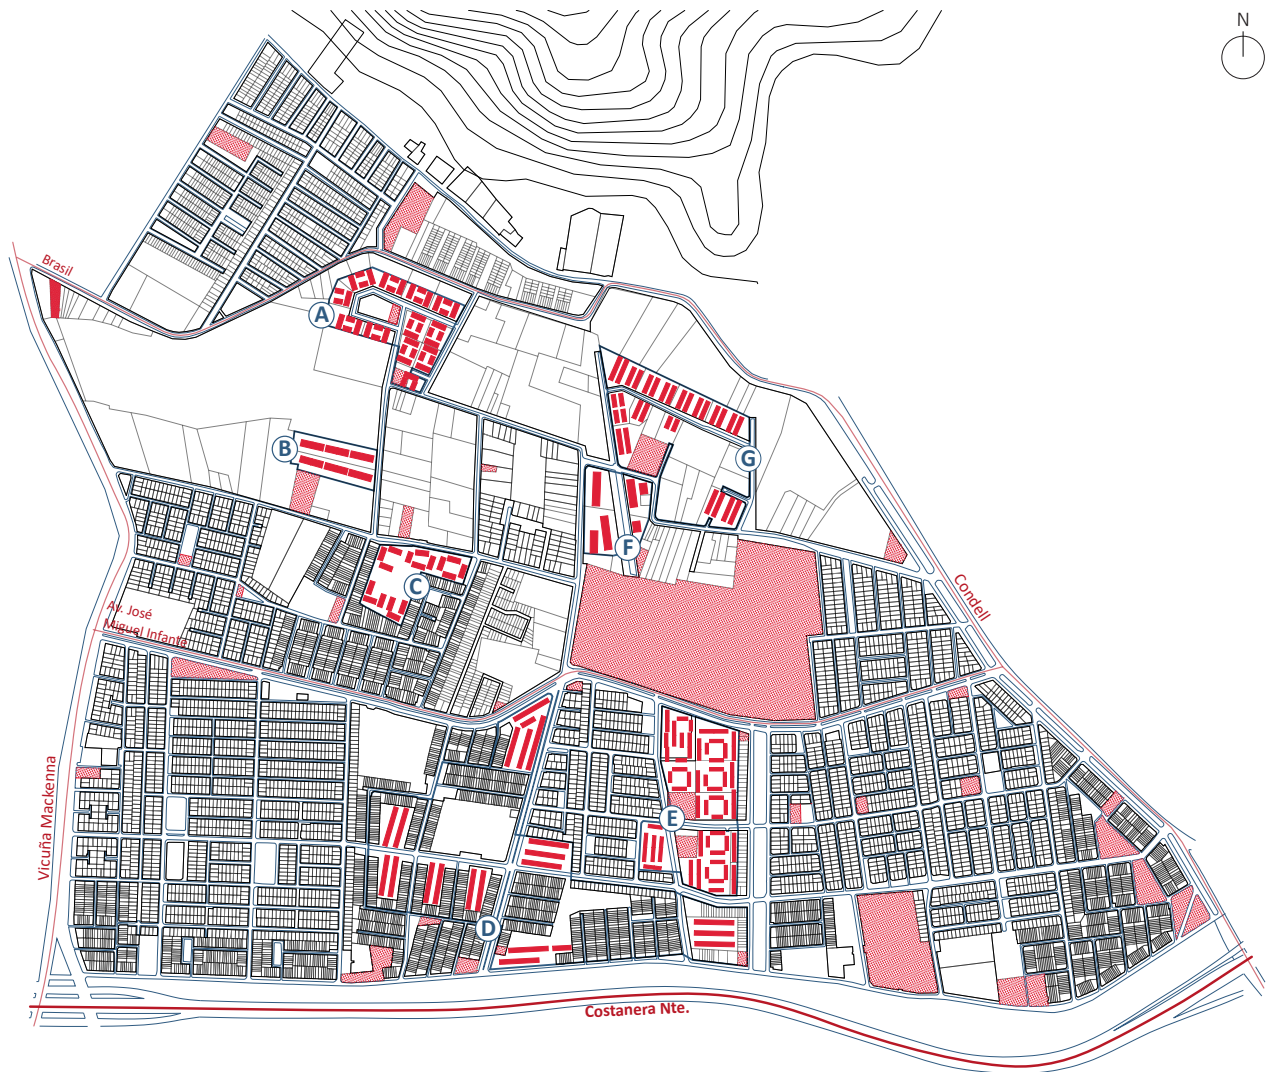 N
Brasil
A
B
G
F
C
Condell
Av. José
Miguel Infante
Vicuña Mackenna
E
D
Costanera Nte.